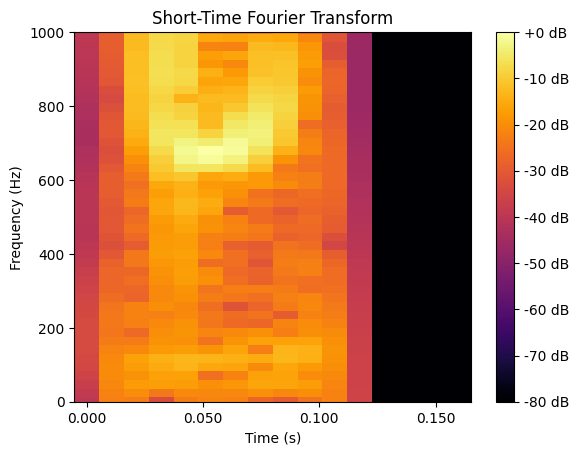 Short-Time Fourier Transform
Frequency (Hz)
1000
800
600
400
200
0
0.000
0.050
0.100
0.150
Time (s)
+0 dB
-10 dB
-20 dB
-30 dB
-40 dB
-50 dB
-60 dB
-70 dB
-80 dB